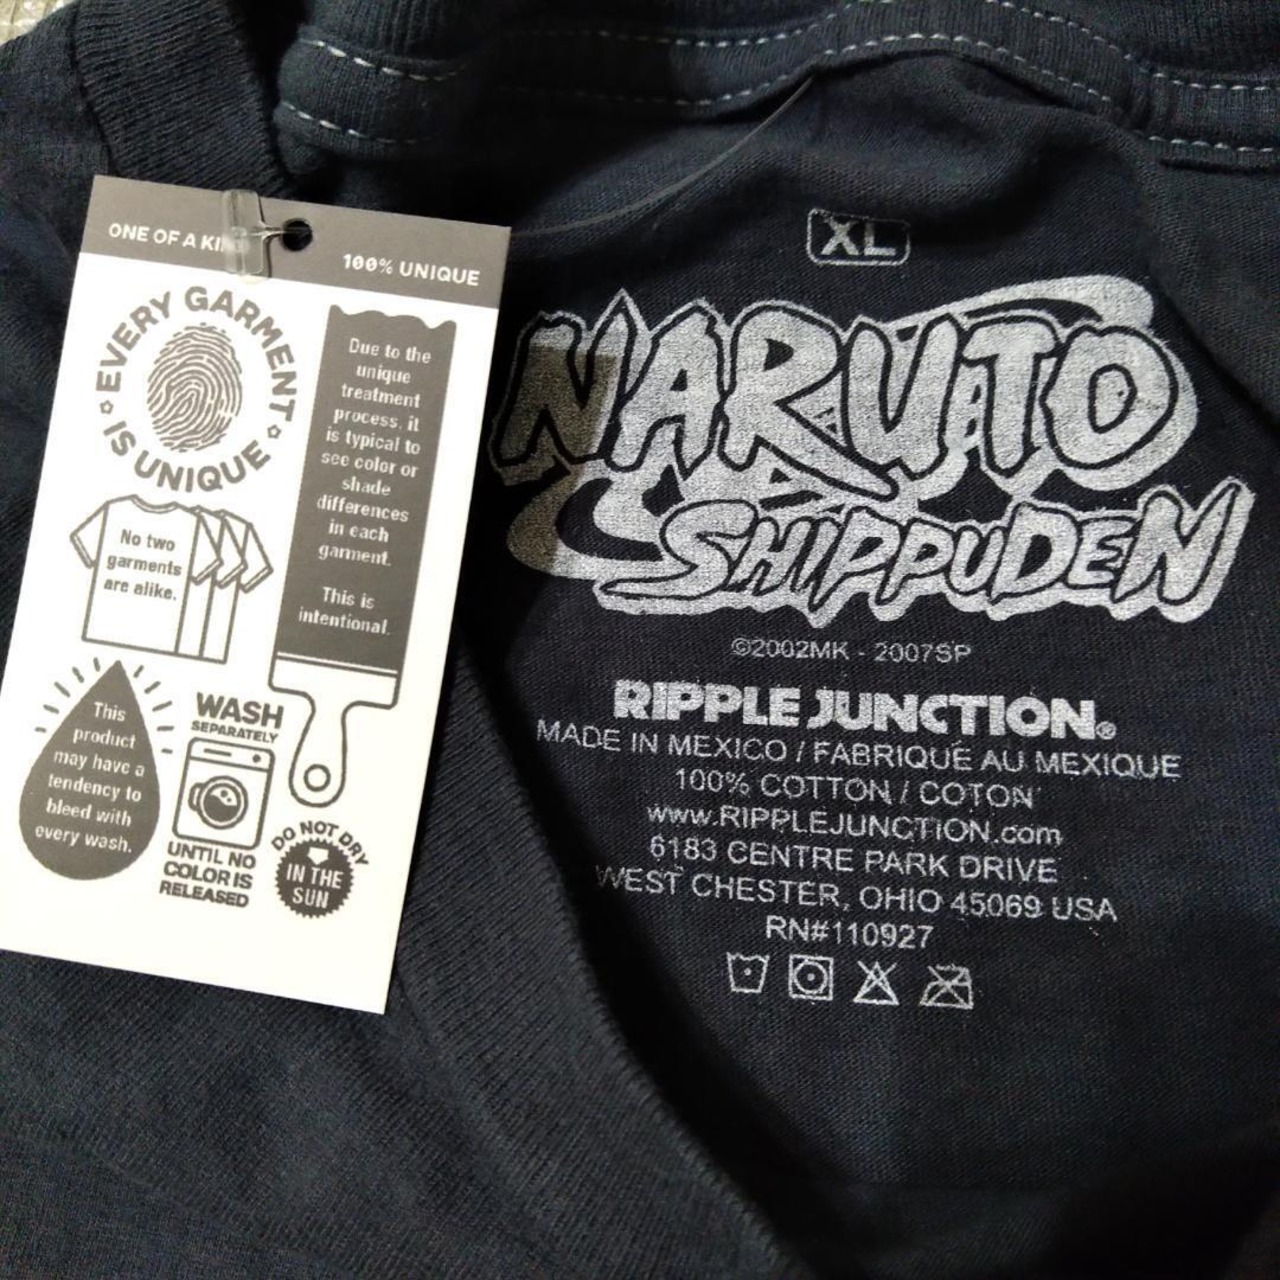 ONE OF A KI
100% UNIQUE
EVERY GARMENT
IS UNIQUE
Due to the
unique
treatment
process, it
is typical to
see color or
shade
differences
in each
garment.
This is
intentional.
No two
garments
are alike.
This
product
may have a
tendency to
bleed with
every wash.
WASH
SEPARATELY
UNTIL NO
COLOR IS
RELEASED
DO NOT DRY
IN THE
SUN
XL
NARUTO
SHIPPUDEN
©2002MK - 2007SP
RIPPLE JUNCTION®
MADE IN MEXICO / FABRIQUÉ AU MEXIQUE
100% COTTON / COTON
www.RIPPLEJUNCTION.com
6183 CENTRE PARK DRIVE
WEST CHESTER, OHIO 45069 USA
RN#110927